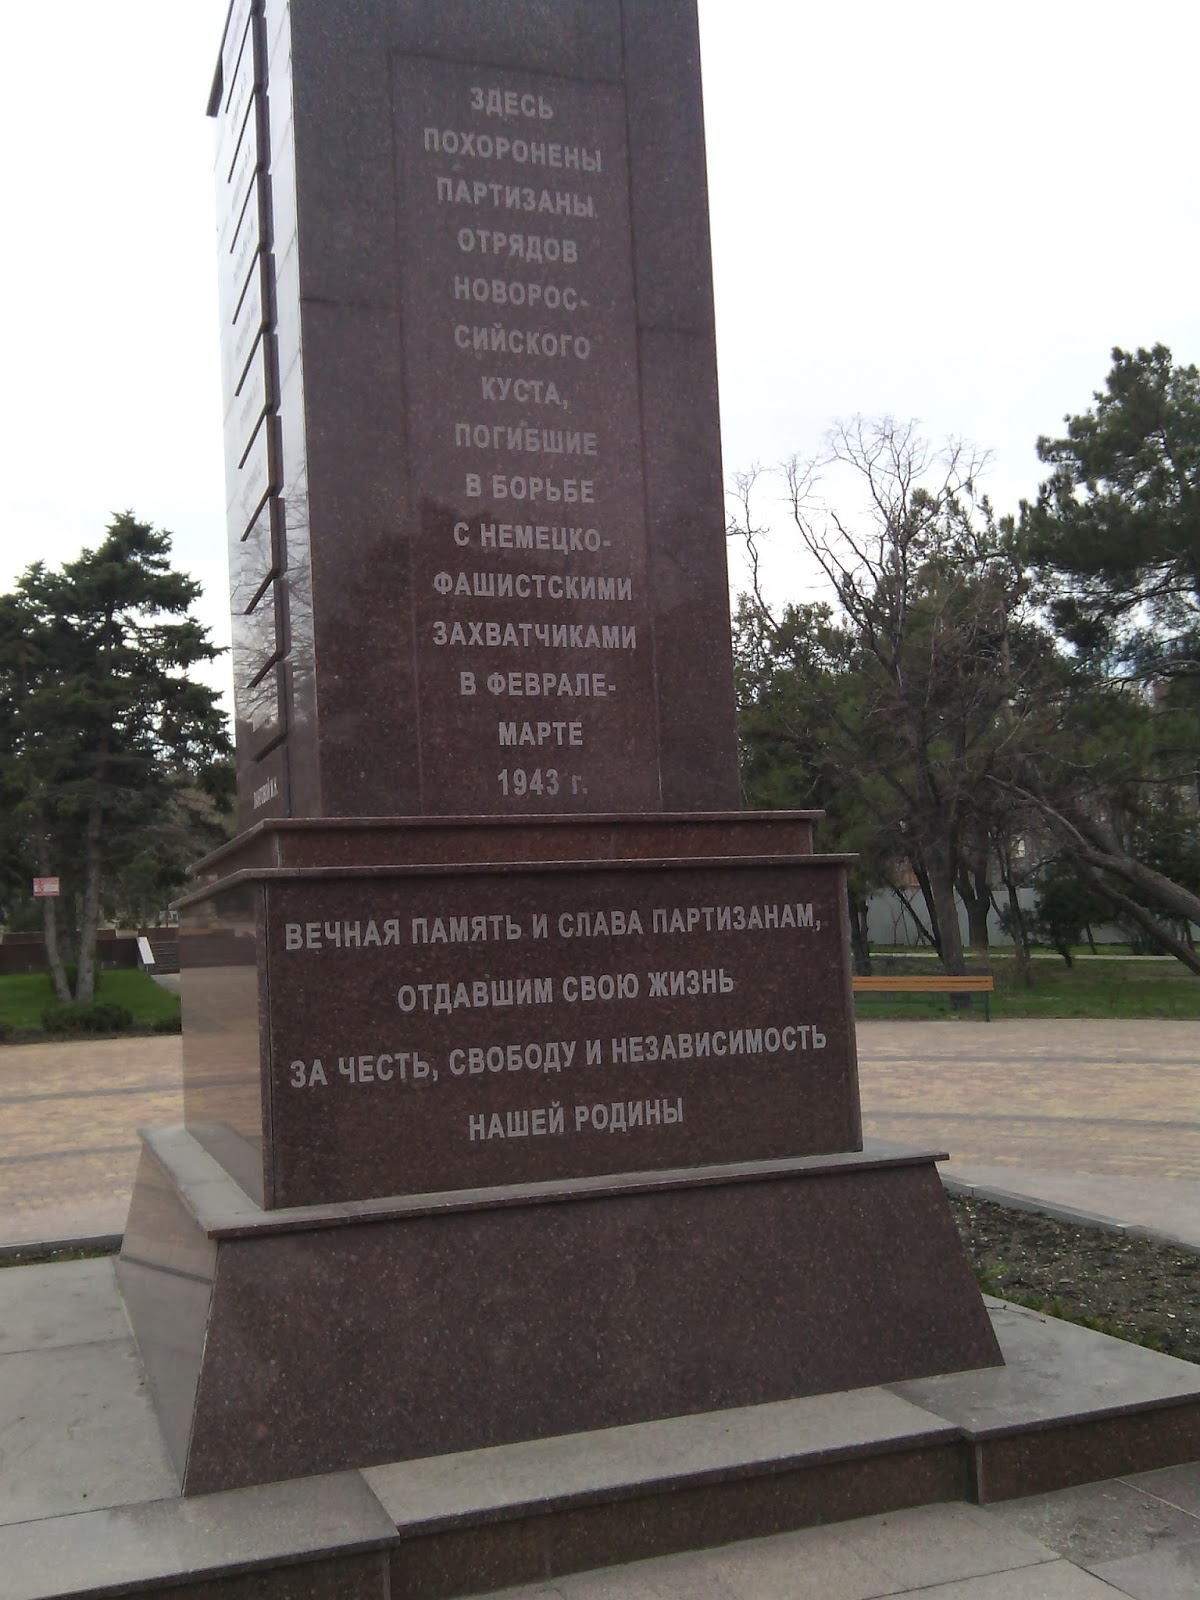 ЗДЕСЬ
ПОХОРОНЕНЫ
ПАРТИЗАНЫ
ОТРЯДОВ
НОВОРОС-
СИЙСКОГО
КУСТА,
ПОГИБШИЕ
В БОРЬБЕ
С НЕМЕЦКО-
ФАШИСТСКИМИ
ЗАХВАТЧИКАМИ
В ФЕВРАЛЕ-
МАРТЕ
1943 г.
ВЕЧНАЯ ПАМЯТЬ И СЛАВА ПАРТИЗАНАМ,
ОТДАВШИМ СВОЮ ЖИЗНЬ
ЗА ЧЕСТЬ, СВОБОДУ И НЕЗАВИСИМОСТЬ
НАШЕЙ РОДИНЫ